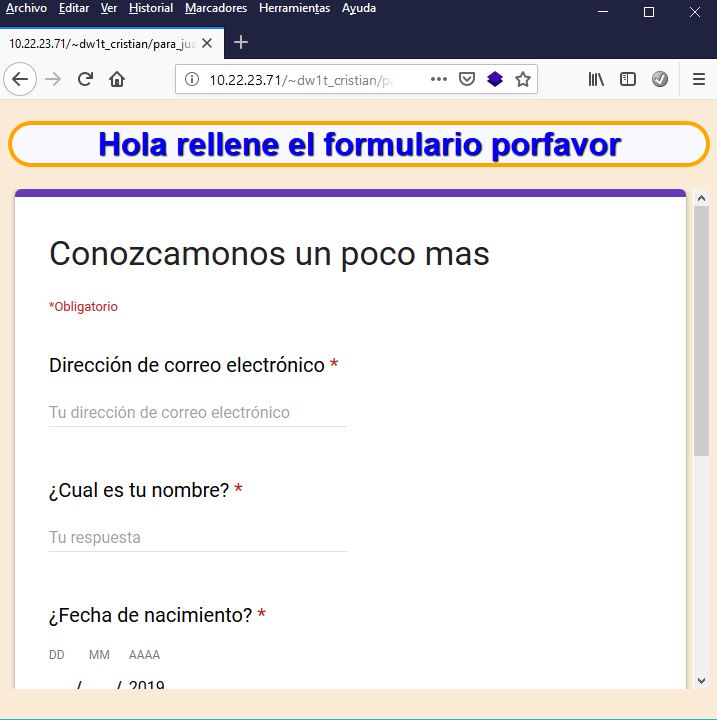 Archivo Editar Ver Historial Marcadores Herramientas Ayuda
10.22.23.71/~dw1t_cristian/para_jua
10.22.23.71/~dw1t_cristian/pa
Hola rellene el formulario porfavor
Conozcamonos un poco mas
*Obligatorio
Dirección de correo electrónico *
Tu dirección de correo electrónico
¿Cual es tu nombre? *
Tu respuesta
¿Fecha de nacimiento? *
DD MM AAAA
/ / 2019